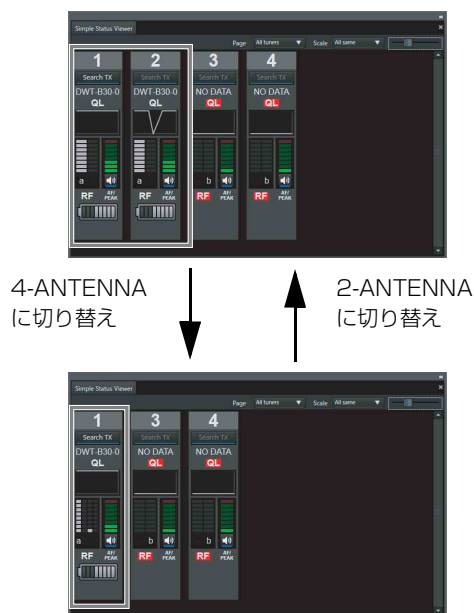 Simple Status Viewer
Page All tuners Scale All same
1 2 3 4
Search TX Search TX Search TX Search TX
DWT-B30-0 DWT-B30-0 NO DATA NO DATA
QL QL QL QL
a a b b
RF AF/PEAK RF AF/PEAK RF AF/PEAK RF AF/PEAK
4-ANTENNA
に切り替え
2-ANTENNA
に切り替え
Simple Status Viewer
Page All tuners Scale All same
1 3 4
Search TX Search TX Search TX
DWT-B30-0 NO DATA NO DATA
QL QL QL
a b b
RF AF/PEAK RF AF/PEAK RF AF/PEAK